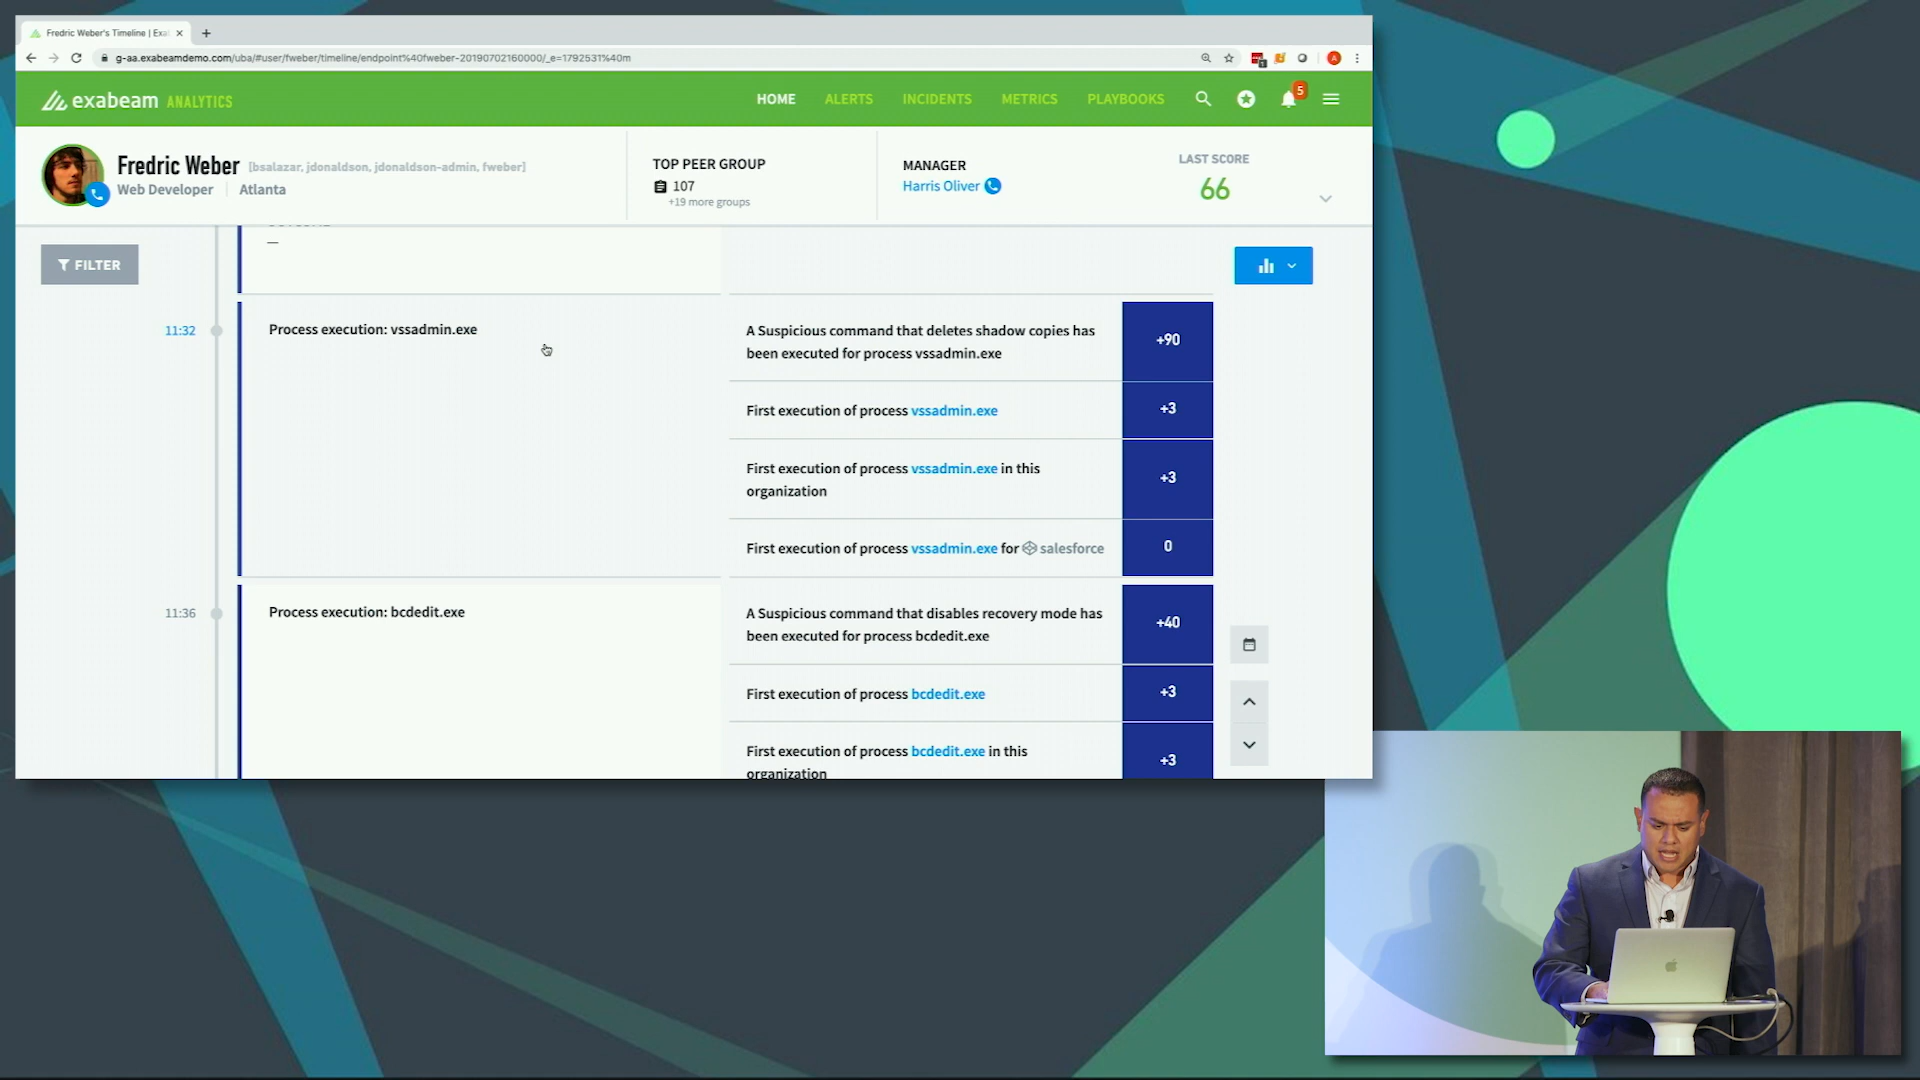 Fredric Weber's Timeline | Exa
g-aa.exabeamdemo.com/uba/#user/fweber/timeline/endpoint%40fweber-20190702160000/_e=1792531%40m
exabeam ANALYTICS
HOME ALERTS INCIDENTS METRICS PLAYBOOKS 5
Fredric Weber [bsalazar, jdonaldson, jdonaldson-admin, fweber]
Web Developer Atlanta
TOP PEER GROUP
107
+19 more groups
MANAGER
Harris Oliver
LAST SCORE
66
FILTER
—
11:32
Process execution: vssadmin.exe
A Suspicious command that deletes shadow copies has
been executed for process vssadmin.exe
+90
First execution of process vssadmin.exe
+3
First execution of process vssadmin.exe in this
organization
+3
First execution of process vssadmin.exe for salesforce
0
11:36
Process execution: bcdedit.exe
A Suspicious command that disables recovery mode has
been executed for process bcdedit.exe
+40
First execution of process bcdedit.exe
+3
First execution of process bcdedit.exe in this
organization
+3